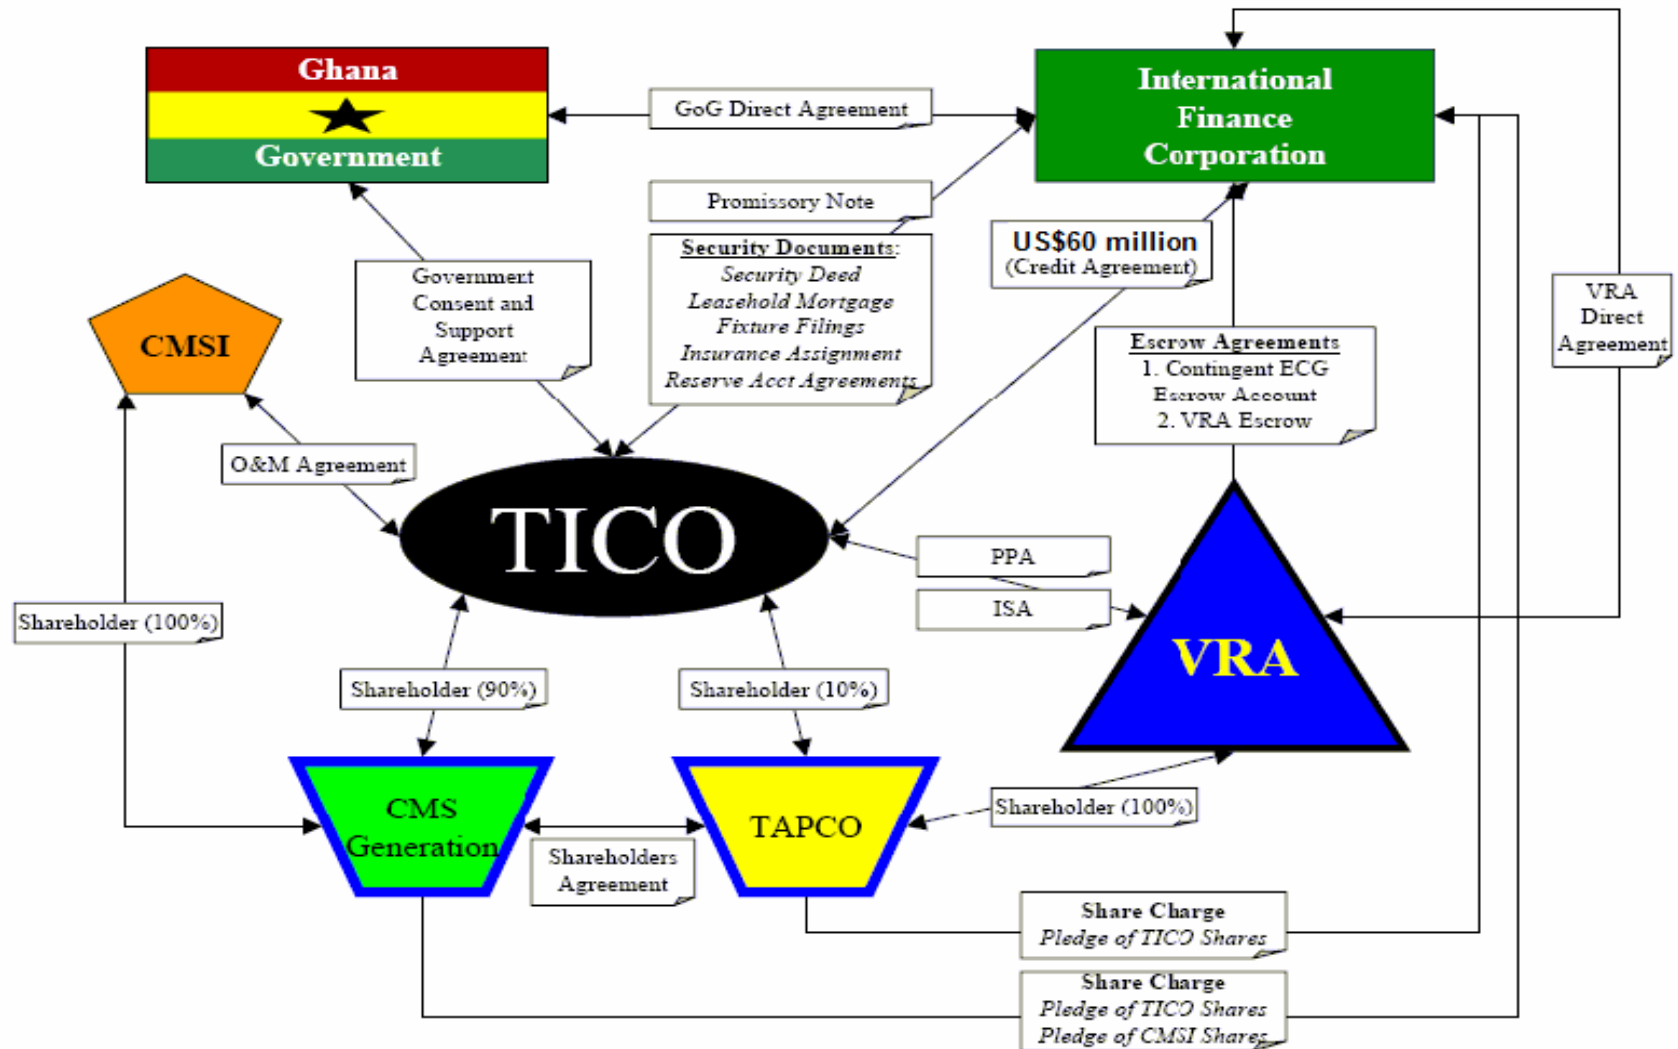 Ghana
Government
International
Finance
Corporation
GoG Direct Agreement
Promissory Note
Security Documents:
Security Deed
Leasehold Mortgage
Fixture Filings
Insurance Assignment
Reserve Acct Agreements
US$60 million
(Credit Agreement)
VRA
Direct
Agreement
Government
Consent and
Support
Agreement
CMSI
Escrow Agreements
1. Contingent ECG
Escrow Account
2. VRA Escrow
O&M Agreement
TICO
PPA
ISA
Shareholder (100%)
VRA
Shareholder (90%)
Shareholder (10%)
CMS
Generation
TAPCO
Shareholder (100%)
Shareholders
Agreement
Share Charge
Pledge of TICO Shares
Share Charge
Pledge of TICO Shares
Pledge of CMSI Shares